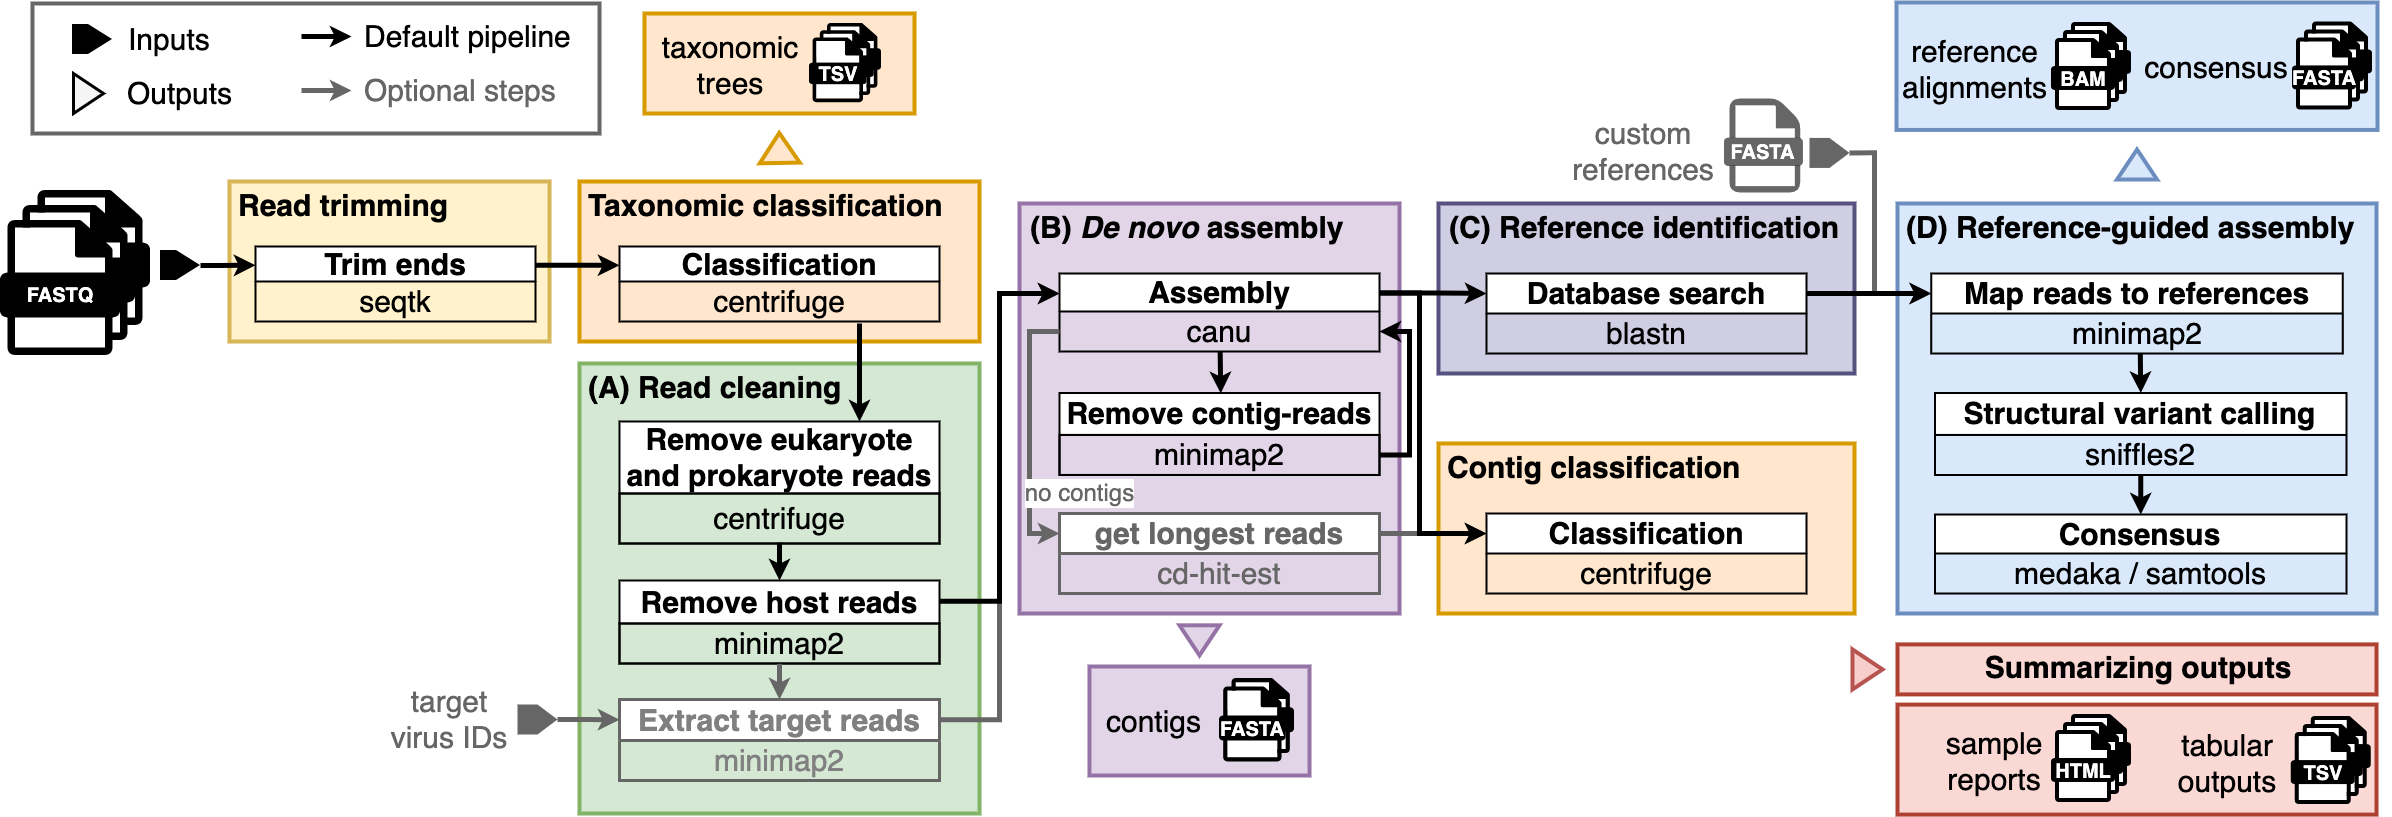 Inputs
Default pipeline
Outputs
Optional steps
taxonomic
trees
TSV
reference
alignments
BAM
consensus
FASTA
custom
references
FASTA
FASTQ
Read trimming
Trim ends
seqtk
Taxonomic classification
Classification
centrifuge
(A) Read cleaning
Remove eukaryote
and prokaryote reads
centrifuge
Remove host reads
minimap2
target
virus IDs
Extract target reads
minimap2
(B) De novo assembly
Assembly
canu
Remove contig-reads
minimap2
no contigs
get longest reads
cd-hit-est
contigs
FASTA
(C) Reference identification
Database search
blastn
Contig classification
Classification
centrifuge
(D) Reference-guided assembly
Map reads to references
minimap2
Structural variant calling
sniffles2
Consensus
medaka / samtools
Summarizing outputs
sample
reports
HTML
tabular
outputs
TSV